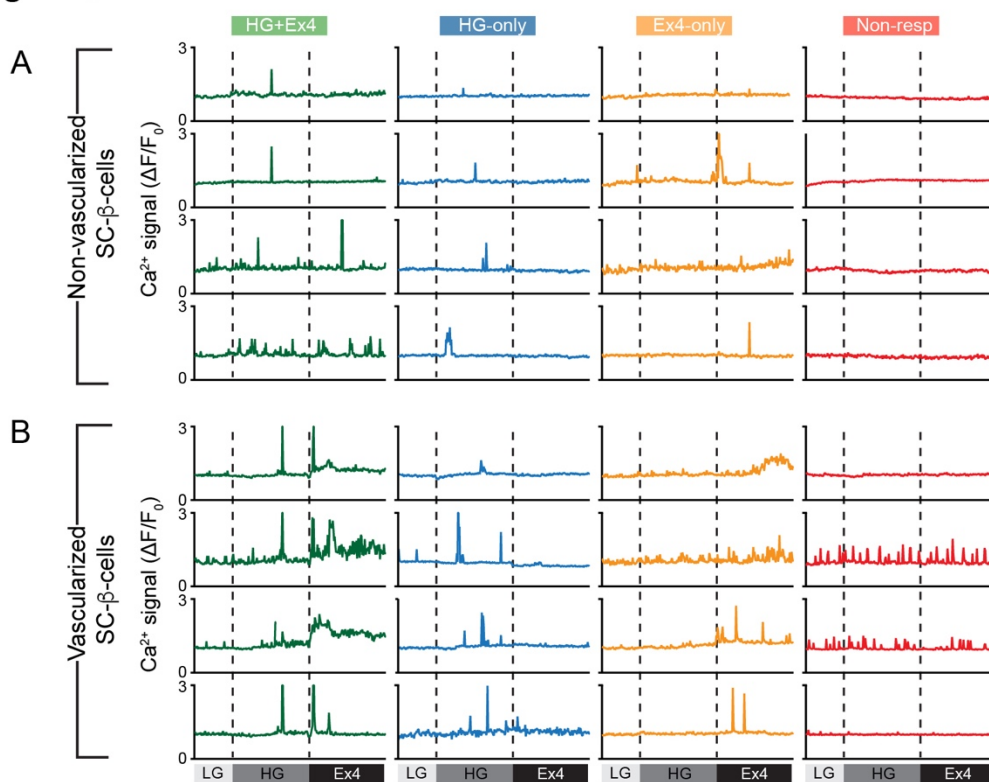 HG+Ex4 HG-only Ex4-only Non-resp
A
Non-vascularized
SC-β-cells
Ca²⁺ signal (ΔF/F₀)
3
0
3
0
3
0
3
0
B
Vascularized
SC-β-cells
Ca²⁺ signal (ΔF/F₀)
3
0
3
0
3
0
3
0
LG HG Ex4 LG HG Ex4 LG HG Ex4 LG HG Ex4